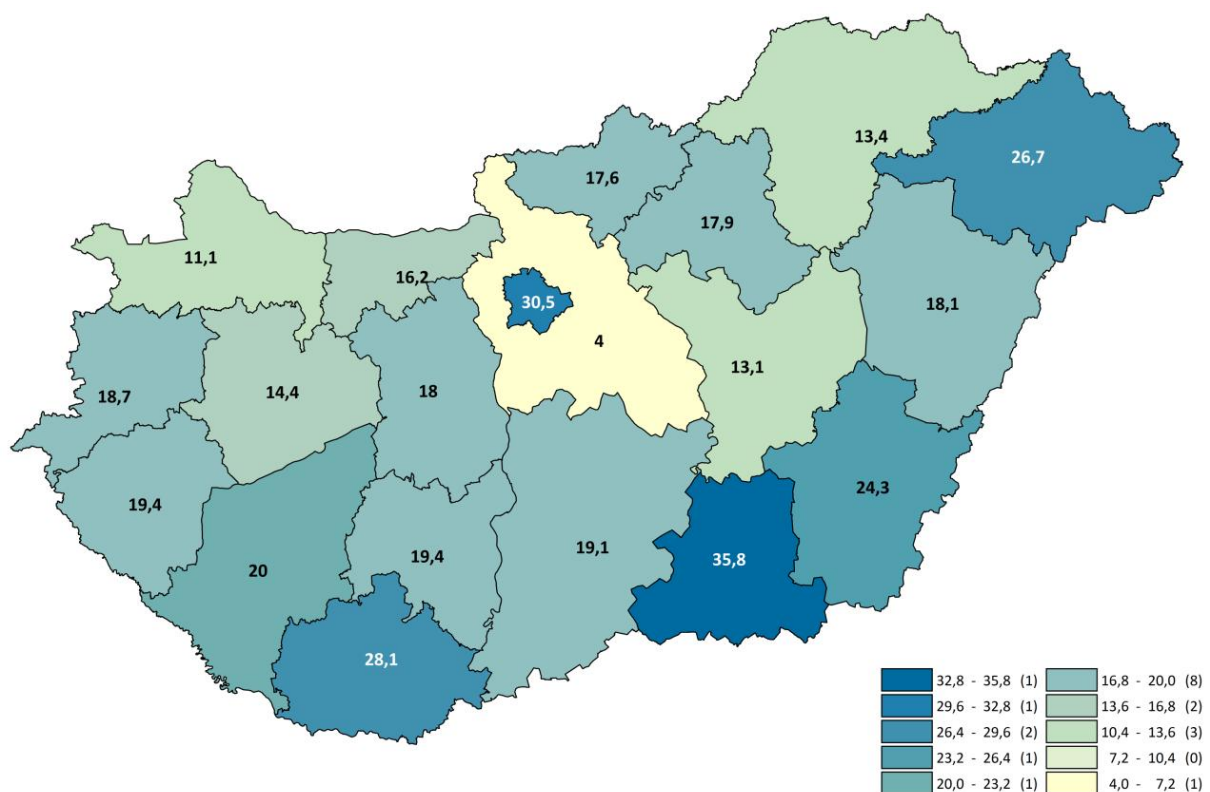 13,4
26,7
17,6
17,9
11,1
16,2
30,5
18,1
4
13,1
18,7
14,4
18
24,3
19,4
19,4
19,1
35,8
20
28,1
32,8 - 35,8 (1)
29,6 - 32,8 (1)
26,4 - 29,6 (2)
23,2 - 26,4 (1)
20,0 - 23,2 (1)
16,8 - 20,0 (8)
13,6 - 16,8 (2)
10,4 - 13,6 (3)
7,2 - 10,4 (0)
4,0 - 7,2 (1)